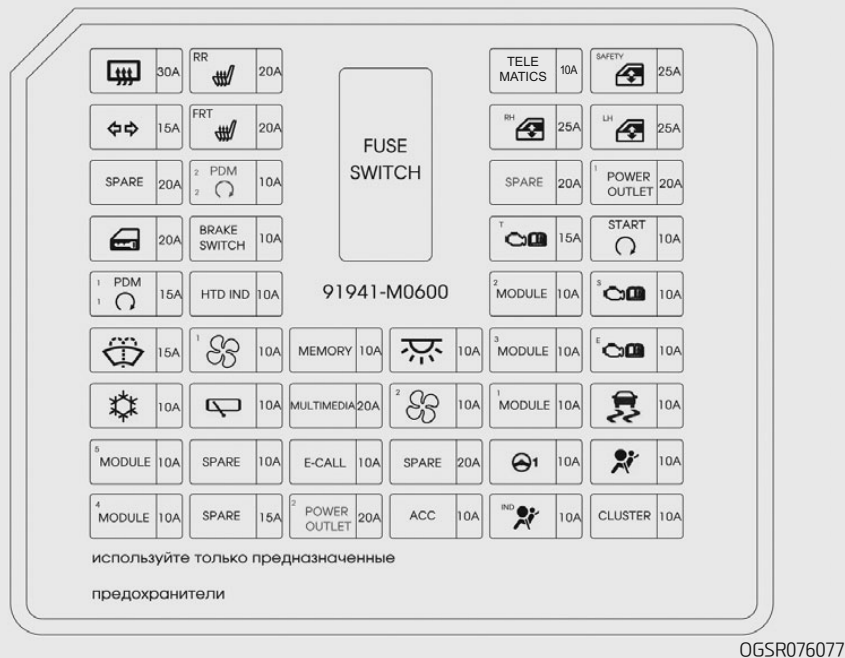 30A
RR
20A
TELE
MATICS
10A
SAFETY
25A
15A
FRT
20A
FUSE
SWITCH
RH
25A
LH
25A
SPARE
20A
2 PDM
2
10A
SPARE
20A
1 POWER
OUTLET
20A
20A
BRAKE
SWITCH
10A
T
15A
START
10A
1 PDM
1
15A
HTD IND
10A
91941-M0600
2 MODULE
10A
S
10A
15A
1
10A
MEMORY
10A
10A
3 MODULE
10A
E
10A
10A
10A
MULTIMEDIA
20A
2
10A
1 MODULE
10A
10A
5 MODULE
10A
SPARE
10A
E-CALL
10A
SPARE
20A
1
10A
10A
4 MODULE
10A
SPARE
15A
2 POWER
OUTLET
20A
ACC
10A
IND
10A
CLUSTER
10A
используйте только предназначенные
предохранители
OGSR076077